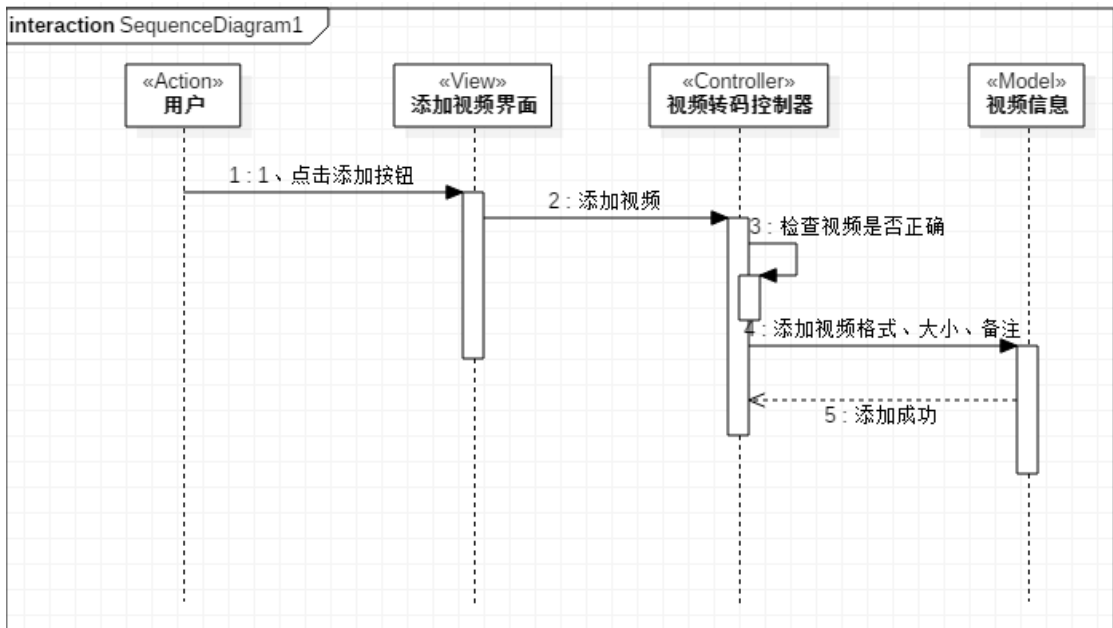 interaction SequenceDiagram1
«Action»
用户
«View»
添加视频界面
«Controller»
视频转码控制器
«Model»
视频信息
1 : 1、点击添加按钮
2 : 添加视频
3 : 检查视频是否正确
4 : 添加视频格式、大小、备注
5 : 添加成功